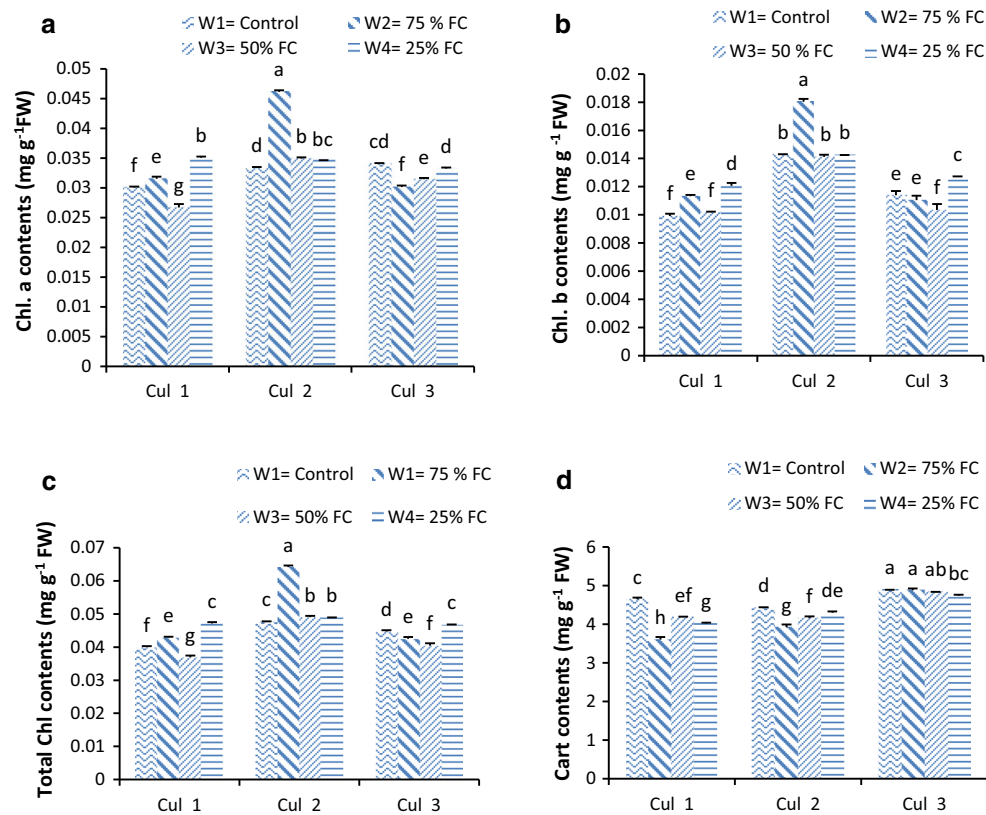 a
W1= Control W2= 75 % FC
W3= 50% FC W4= 25% FC
Chl. a contents (mg g⁻¹FW)
0.05
0.045
0.04
0.035
0.03
0.025
0.02
0.015
0.01
0.005
0
f e g b
d a b bc
cd f e d
Cul 1 Cul 2 Cul 3
b
W1= Control W2= 75% FC
W3= 50 % FC W4= 25 % FC
Chl. b contents (mg g⁻¹ FW)
0.02
0.018
0.016
0.014
0.012
0.010
0.008
0.006
0.004
0.002
0
f e f d
b a b b
e e f c
Cul 1 Cul 2 Cul 3
c
W1= Control W1= 75 % FC
W3= 50% FC W4= 25% FC
Total Chl contents (mg g⁻¹ FW)
0.07
0.06
0.05
0.04
0.03
0.02
0.01
0
f e f c
c a b b
d e f c
Cul 1 Cul 2 Cul 3
d
W1= Control W2= 75% FC
W3= 50% FC W4= 25% FC
Cart contents (mg g⁻¹ FW)
6
5
4
3
2
1
0
c h ef g
d g f de
a a ab bc
Cul 1 Cul 2 Cul 3